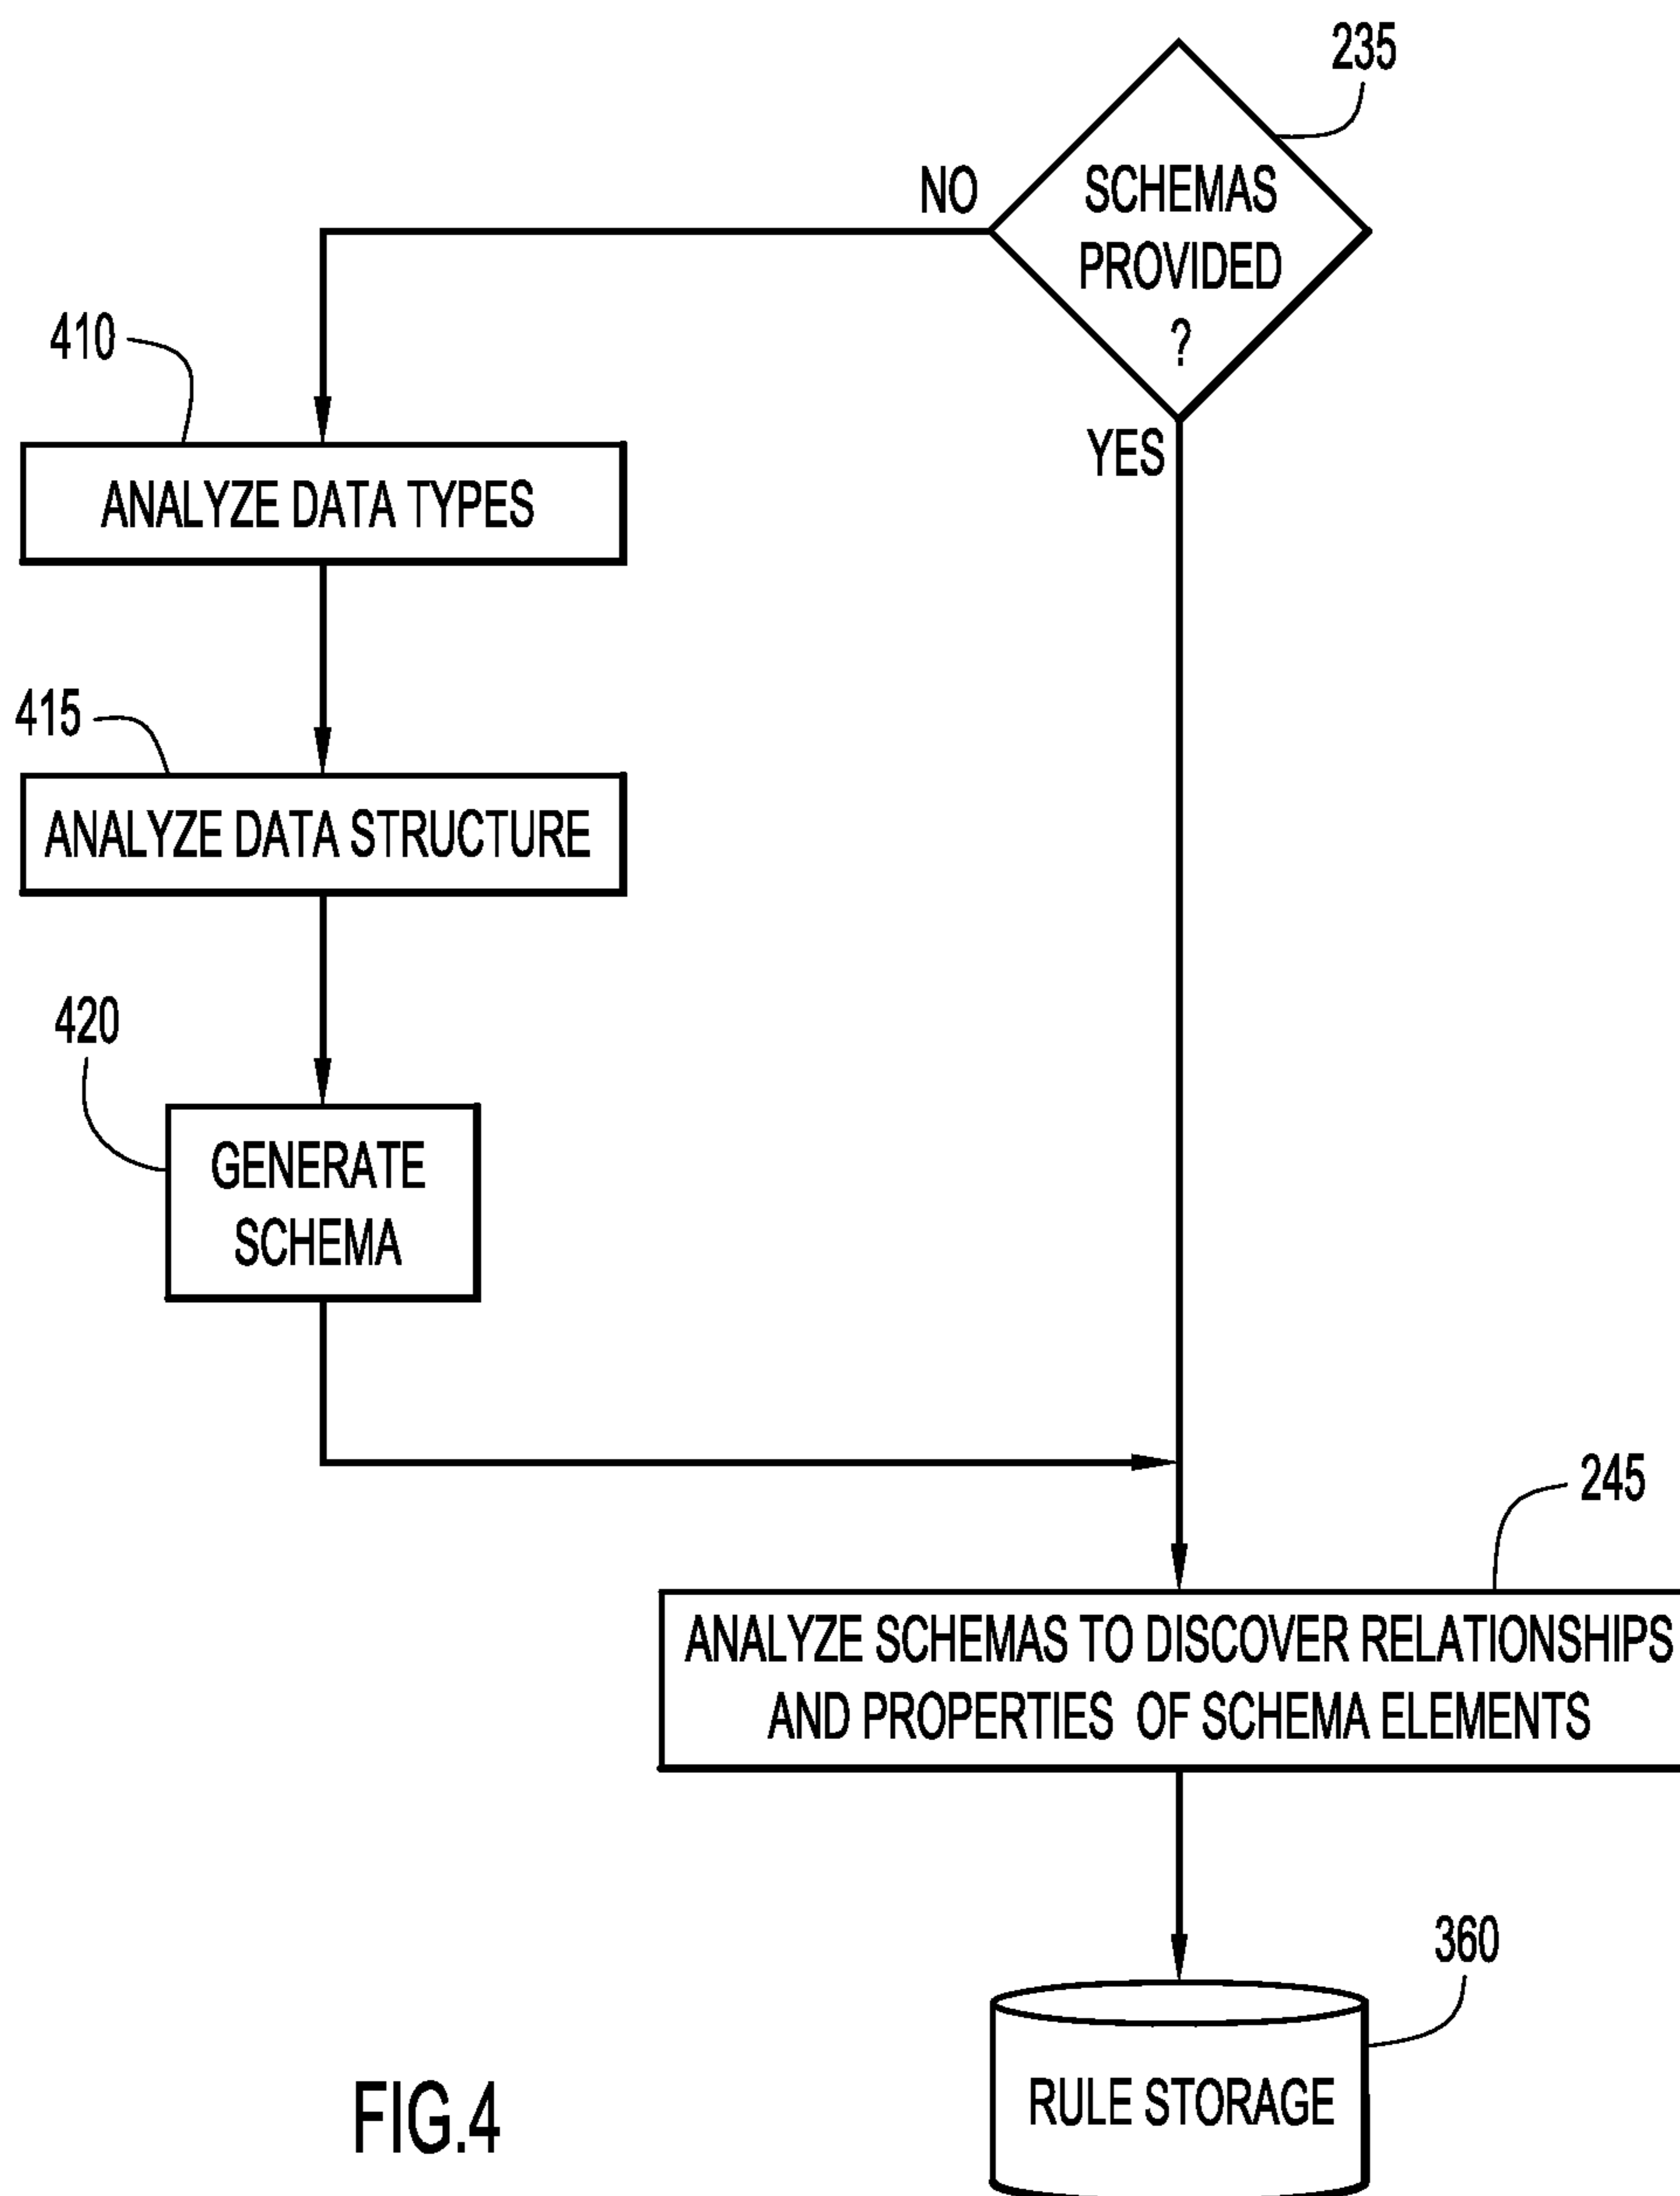 235
SCHEMAS
PROVIDED
?
NO
YES
410
ANALYZE DATA TYPES
415
ANALYZE DATA STRUCTURE
420
GENERATE
SCHEMA
245
ANALYZE SCHEMAS TO DISCOVER RELATIONSHIPS
AND PROPERTIES OF SCHEMA ELEMENTS
360
RULE STORAGE
FIG.4